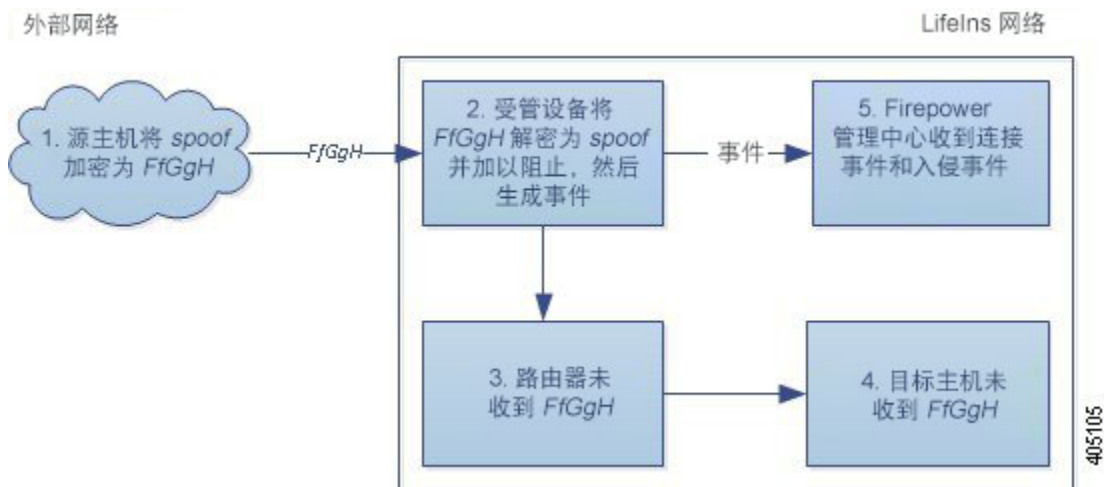 外部网络
LifeIns 网络
1. 源主机将 spoof
加密为 FfGgH
FfGgH
2. 受管设备将
FfGgH 解密为 spoof
并加以阻止，然后
生成事件
事件
5. Firepower
管理中心收到连接
事件和入侵事件
3. 路由器未
收到 FfGgH
4. 目标主机未
收到 FfGgH
405105